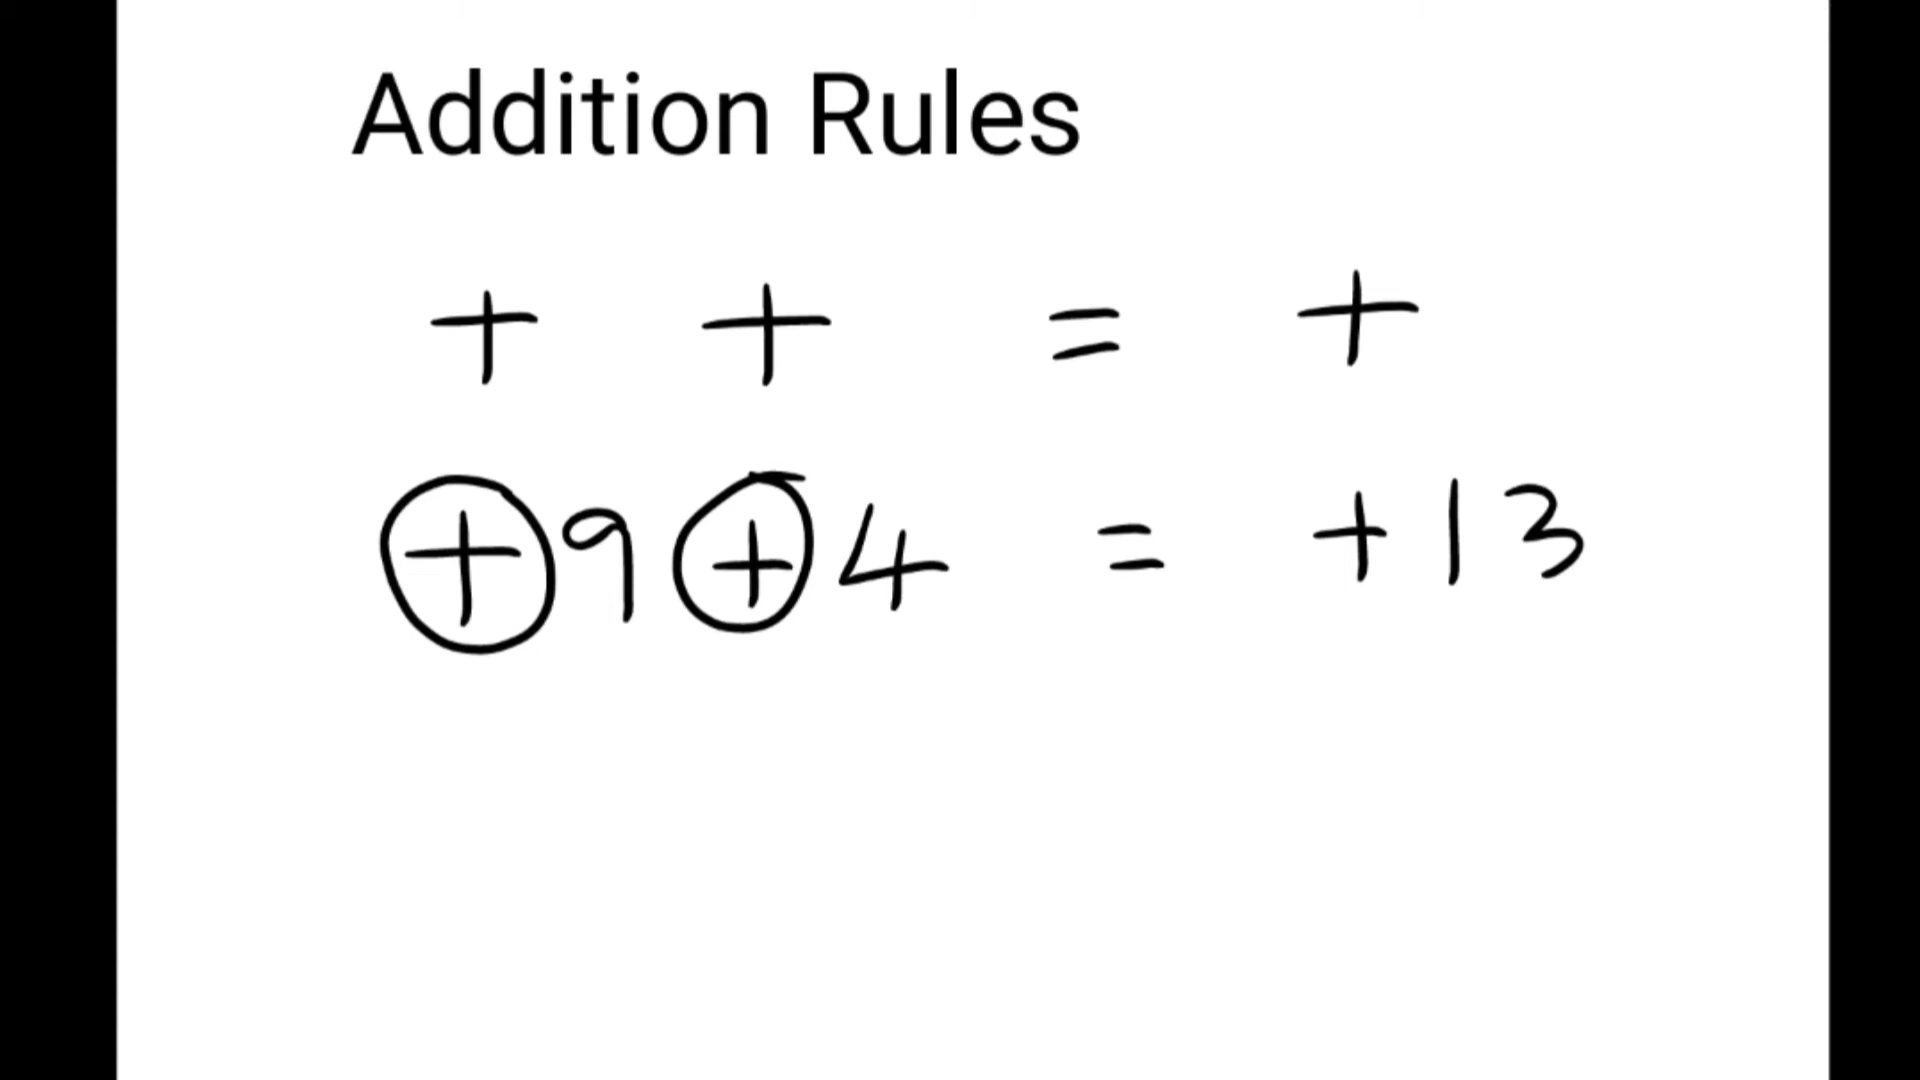 Addition Rules
+ + = +
+9 +4 = +13